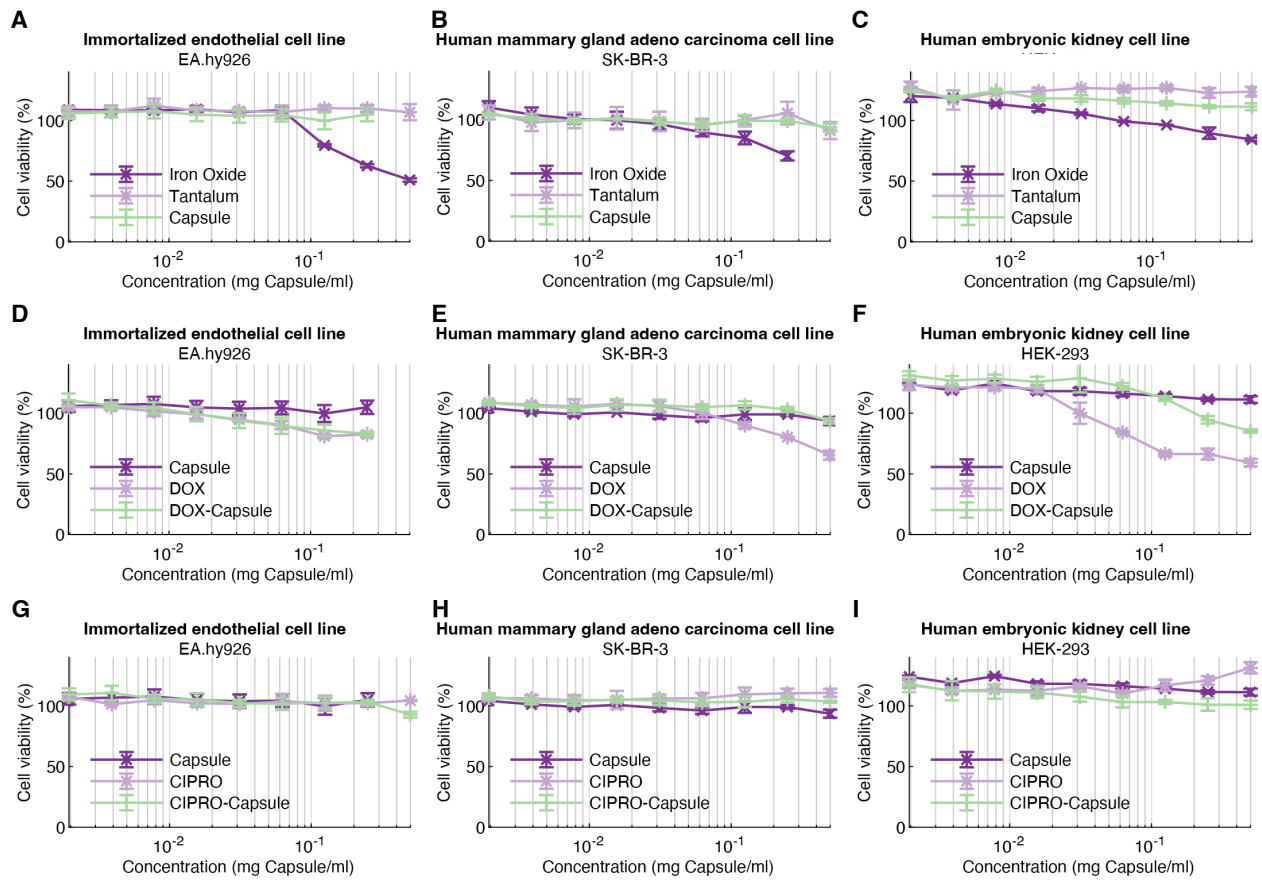 A
Immortalized endothelial cell line
EA.hy926
Cell viability (%)
100
50
0
Iron Oxide
Tantalum
Capsule
10-2
10-1
Concentration (mg Capsule/ml)
B
Human mammary gland adeno carcinoma cell line
SK-BR-3
Cell viability (%)
100
50
0
Iron Oxide
Tantalum
Capsule
10-2
10-1
Concentration (mg Capsule/ml)
C
Human embryonic kidney cell line
Cell viability (%)
100
50
0
Iron Oxide
Tantalum
Capsule
10-2
10-1
Concentration (mg Capsule/ml)
D
Immortalized endothelial cell line
EA.hy926
Cell viability (%)
100
50
0
Capsule
DOX
DOX-Capsule
10-2
10-1
Concentration (mg Capsule/ml)
E
Human mammary gland adeno carcinoma cell line
SK-BR-3
Cell viability (%)
100
50
0
Capsule
DOX
DOX-Capsule
10-2
10-1
Concentration (mg Capsule/ml)
F
Human embryonic kidney cell line
HEK-293
Cell viability (%)
100
50
0
Capsule
DOX
DOX-Capsule
10-2
10-1
Concentration (mg Capsule/ml)
G
Immortalized endothelial cell line
EA.hy926
Cell viability (%)
100
50
0
Capsule
CIPRO
CIPRO-Capsule
10-2
10-1
Concentration (mg Capsule/ml)
H
Human mammary gland adeno carcinoma cell line
SK-BR-3
Cell viability (%)
100
50
0
Capsule
CIPRO
CIPRO-Capsule
10-2
10-1
Concentration (mg Capsule/ml)
I
Human embryonic kidney cell line
HEK-293
Cell viability (%)
100
50
0
Capsule
CIPRO
CIPRO-Capsule
10-2
10-1
Concentration (mg Capsule/ml)